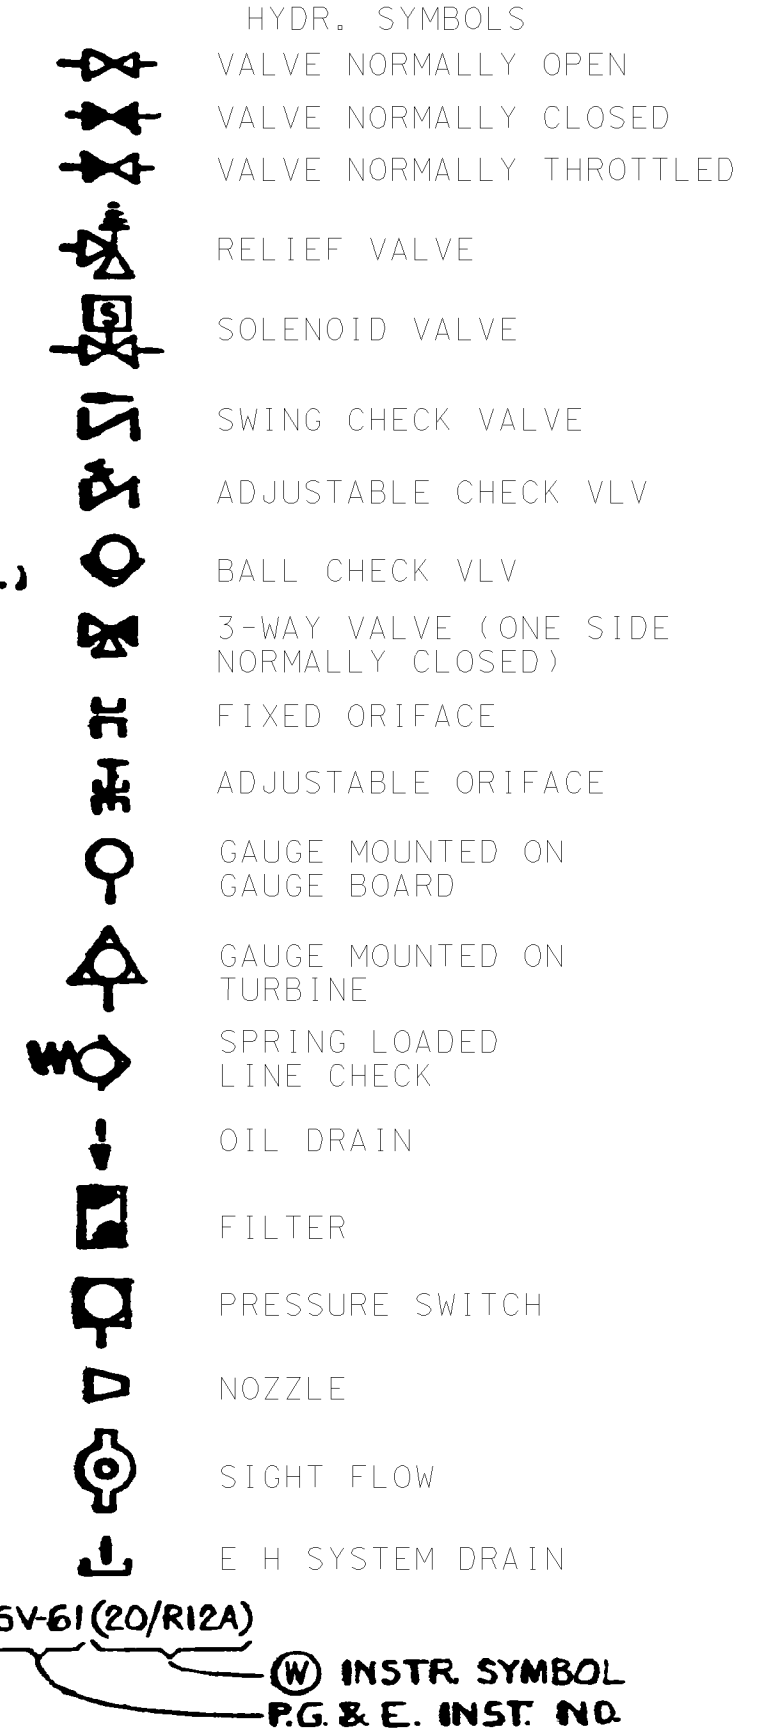 HYDR. SYMBOLS
VALVE NORMALLY OPEN
VALVE NORMALLY CLOSED
VALVE NORMALLY THROTTLED
RELIEF VALVE
S
SOLENOID VALVE
SWING CHECK VALVE
ADJUSTABLE CHECK VLV
.)
BALL CHECK VLV
3-WAY VALVE (ONE SIDE
NORMALLY CLOSED)
FIXED ORIFACE
ADJUSTABLE ORIFACE
GAUGE MOUNTED ON
GAUGE BOARD
GAUGE MOUNTED ON
TURBINE
SPRING LOADED
LINE CHECK
OIL DRAIN
FILTER
PRESSURE SWITCH
NOZZLE
SIGHT FLOW
E H SYSTEM DRAIN
SV-61 (20/R12A)
W INSTR. SYMBOL
P.G. & E. INST. NO.